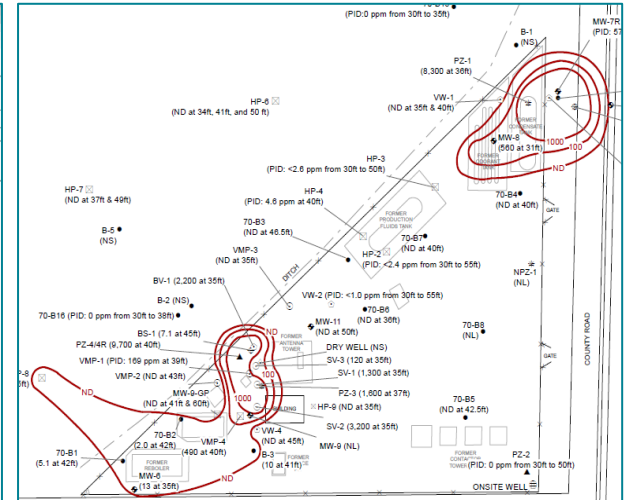 (PID:0 ppm from 30ft to 35ft)
B-1
(NS)
MW-7R
(PID: 57
PZ-1
(8,300 at 36ft)
HP-6
(ND at 34ft, 41ft, and 50 ft)
VW-1
(ND at 35ft & 40ft)
FORMER
CONDENSATE
TANK
MW-8
(560 at 31ft)
FORMER
TANK
1000
100
ND
HP-3
(PID: <2.6 ppm from 30ft to 50ft)
HP-7
(ND at 37ft & 49ft)
HP-4
(PID: 4.6 ppm at 40ft)
70-B4
(ND at 40ft)
GATE
FORMER
PRODUCTION
FLUIDS TANK
70-B3
(ND at 46.5ft)
B-5
(NS)
70-B7
(ND at 40ft)
HP-2
(PID: <2.4 ppm from 30ft to 55ft)
VMP-3
(ND at 35ft)
NPZ-1
(NL)
DITCH
BV-1 (2,200 at 35ft)
VW-2 (PID: <1.0 ppm from 30ft to 55ft)
B-2 (NS)
70-B16 (PID: 0 ppm from 30ft to 38ft)
70-B6
(ND at 36ft)
MW-11
(ND at 50ft)
70-B8
(NL)
COUNTY ROAD
BS-1 (7.1 at 45ft)
ND
FORMER
ANTENNA
TOWER
PZ-4/4R (9,700 at 40ft)
DRY WELL (NS)
VMP-1 (PID: 169 ppm at 39ft)
SV-3 (120 at 35ft)
GATE
P-8
VMP-2 (ND at 43ft)
100
SV-1 (1,300 at 35ft)
ND
MW-9-GP
(ND at 41ft & 60ft)
1000
PZ-3 (1,600 at 37ft)
BUILDING
HP-9 (ND at 35ft)
70-B5
(ND at 42.5ft)
SV-2 (3,200 at 35ft)
70-B2
(2.0 at 42ft)
VMP-4
(490 at 40ft)
VW-4
(ND at 45ft)
MW-9 (NL)
70-B1
(5.1 at 42ft)
B-3
(10 at 41ft)
FORMER
REBOILER
FORMER
PZ-2
(PID: 0 ppm from 30ft to 50ft)
FORMER
TOWER
MW-6
(13 at 35ft)
ND
ONSITE WELL